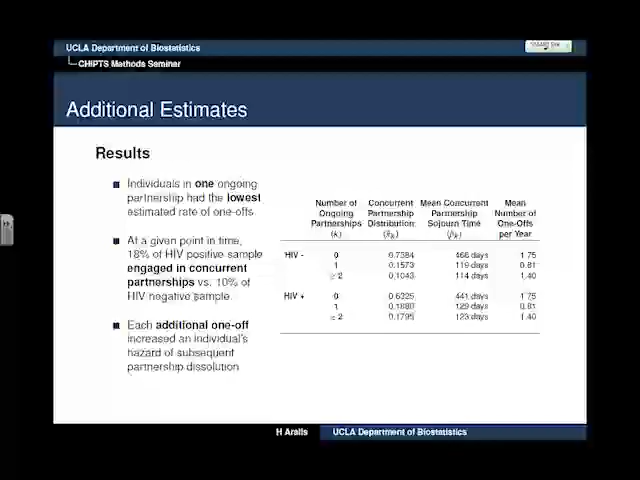 UCLA Department of Biostatistics
CHIPTS Methods Seminar
Additional Estimates
Results
Individuals in one ongoing
partnership had the lowest
estimated rate of one-offs
At a given point in time,
18% of HIV positive sample
engaged in concurrent
partnerships vs. 10% of
HIV negative sample.
Each additional one-off
increased an individual's
hazard of subsequent
partnership dissolution
Number of Concurrent Mean Concurrent Mean
Ongoing Partnership Partnership Number of
Partnerships Distribution Sojourn Time One-Offs
(k) per Year
HIV - 0 0.7384 466 days 1.75
1 0.1573 119 days 0.81
≥ 2 0.1043 114 days 1.40
HIV + 0 0.6325 441 days 1.75
1 0.1880 129 days 0.81
≥ 2 0.1795 123 days 1.40
H Aralis UCLA Department of Biostatistics